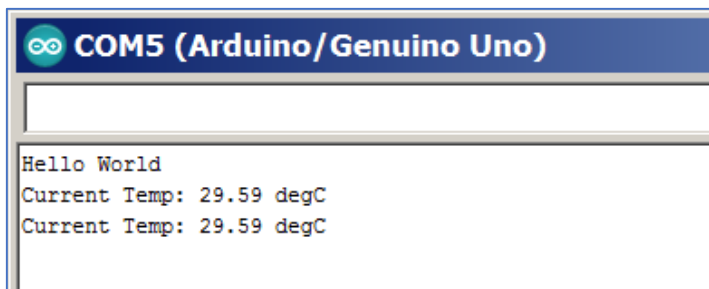 COM5 (Arduino/Genuino Uno)
Hello World
Current Temp: 29.59 degC
Current Temp: 29.59 degC